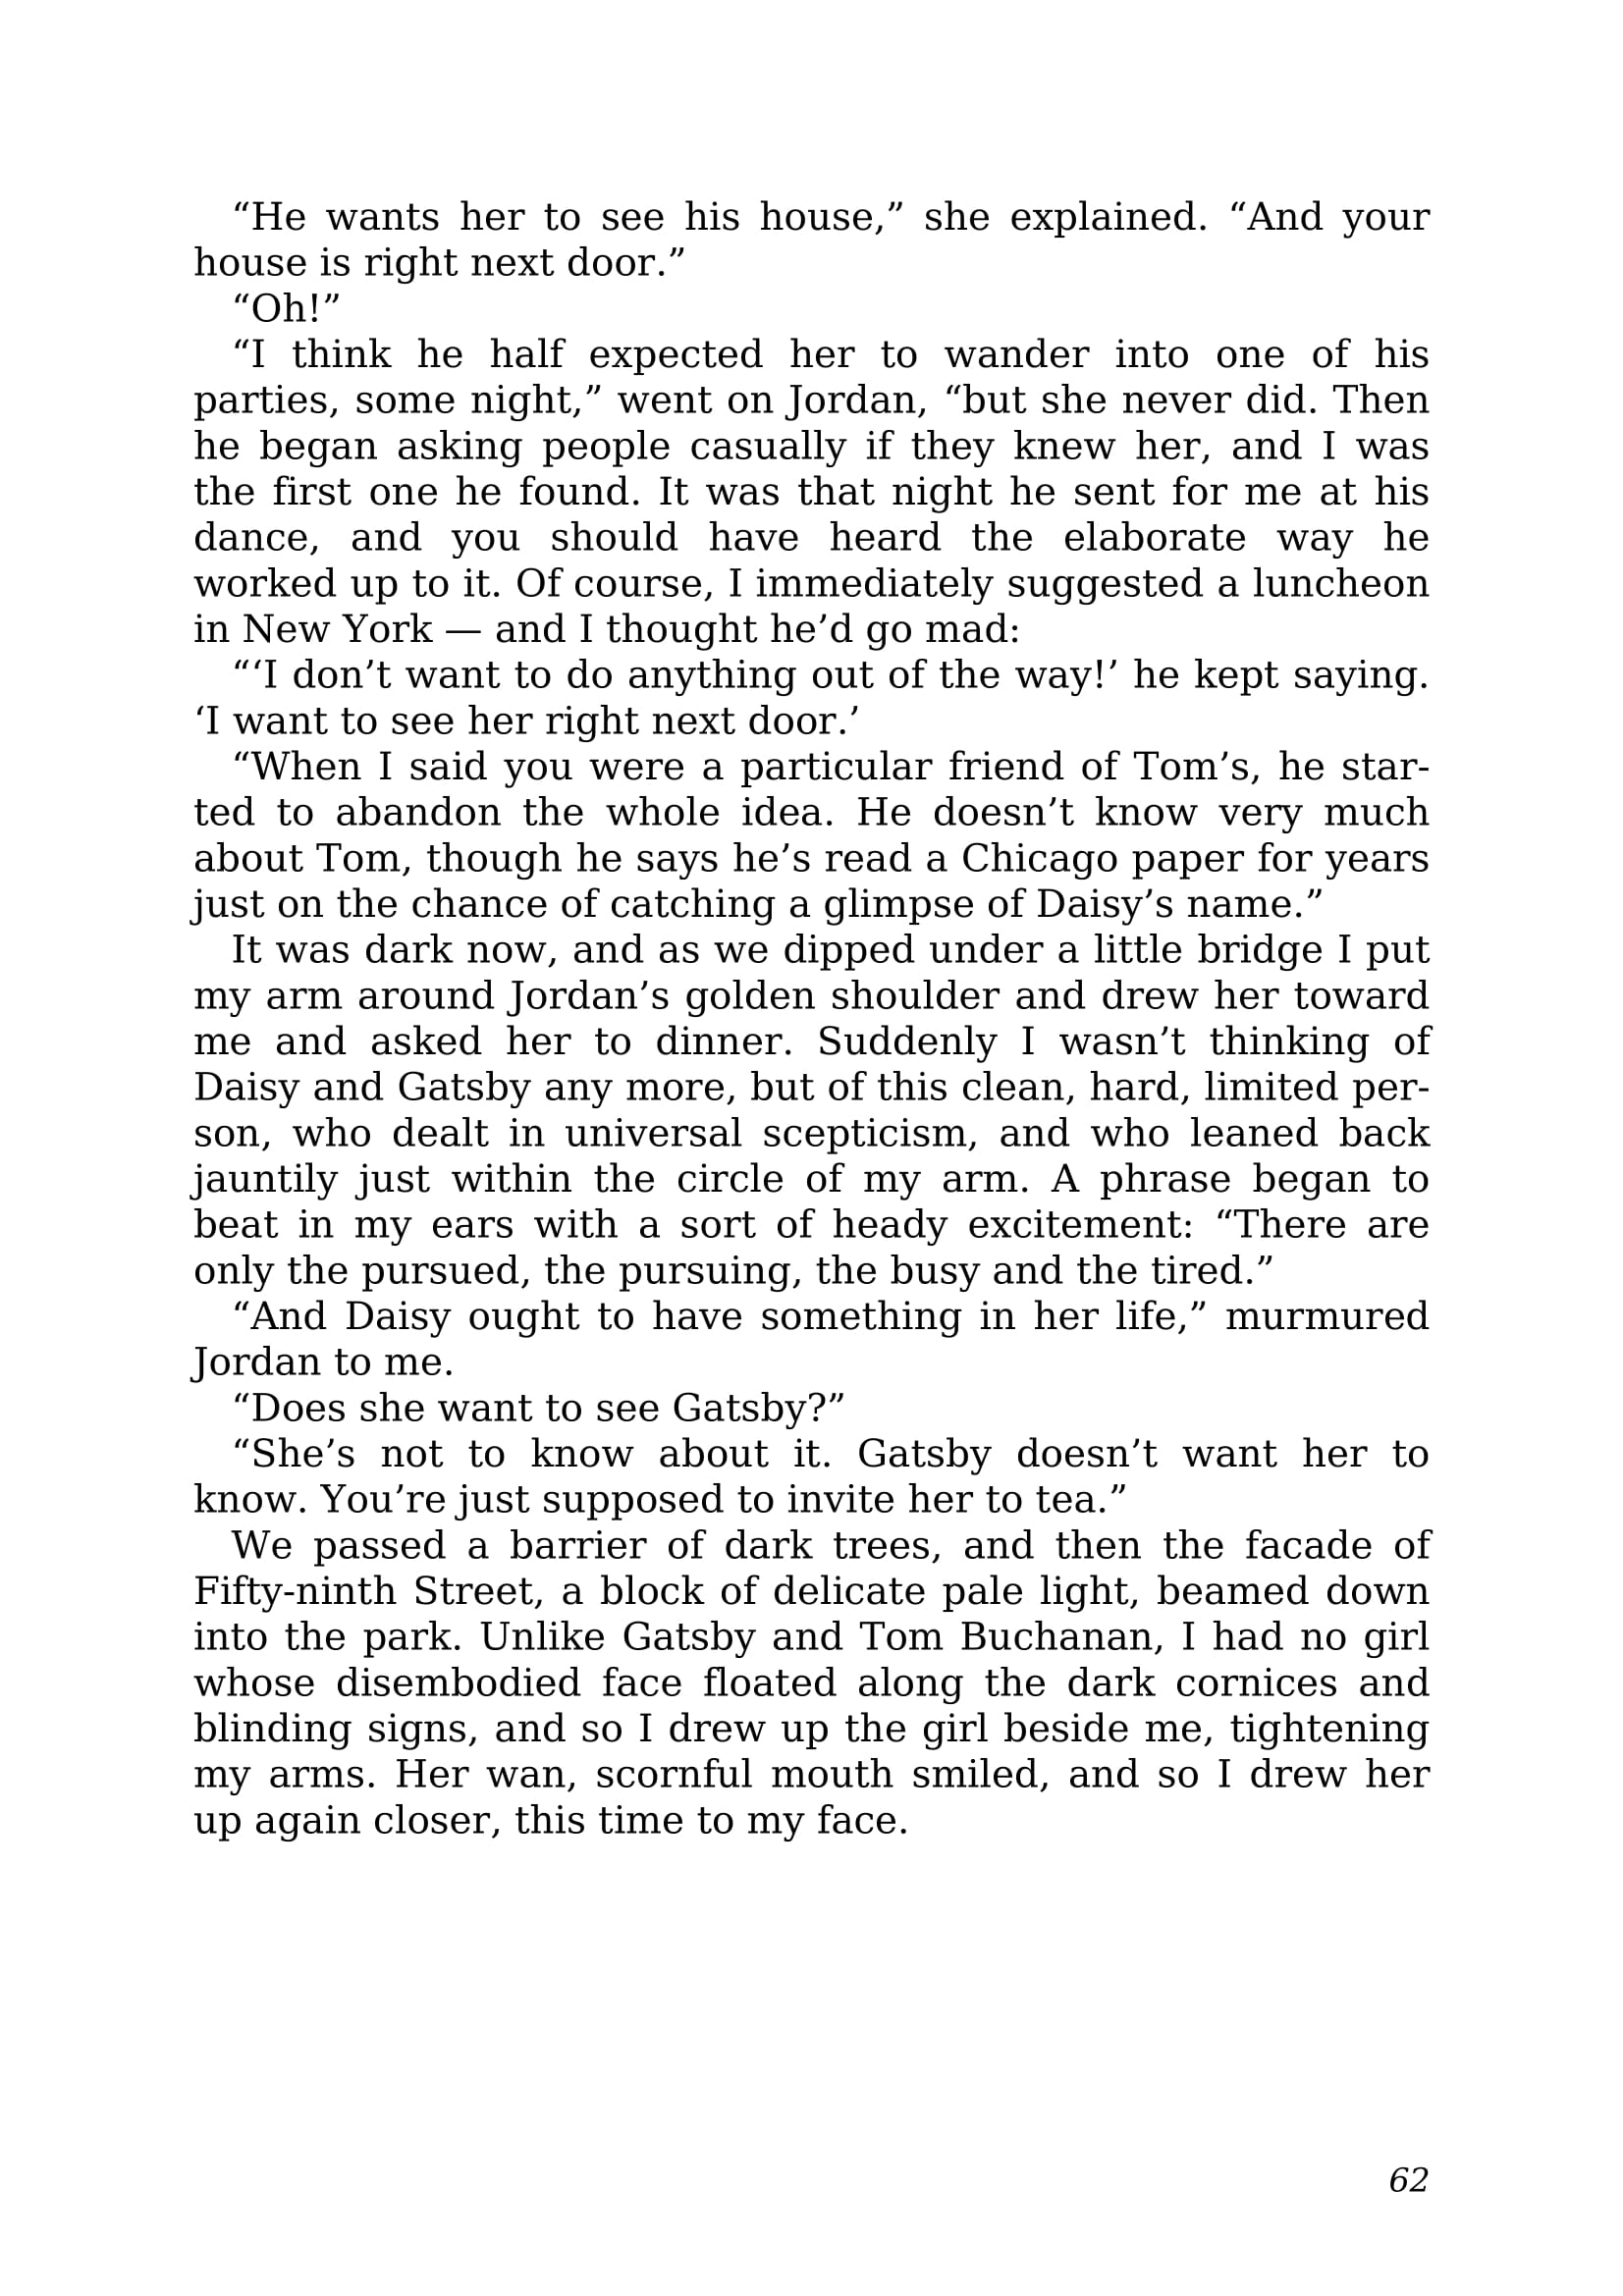 “He wants her to see his house,” she explained. “And your
house is right next door.”
“Oh!”
“I think he half expected her to wander into one of his
parties, some night,” went on Jordan, “but she never did. Then
he began asking people casually if they knew her, and I was
the first one he found. It was that night he sent for me at his
dance, and you should have heard the elaborate way he
worked up to it. Of course, I immediately suggested a luncheon
in New York — and I thought he’d go mad:
“‘I don’t want to do anything out of the way!’ he kept saying.
‘I want to see her right next door.’
“When I said you were a particular friend of Tom’s, he star-
ted to abandon the whole idea. He doesn’t know very much
about Tom, though he says he’s read a Chicago paper for years
just on the chance of catching a glimpse of Daisy’s name.”
It was dark now, and as we dipped under a little bridge I put
my arm around Jordan’s golden shoulder and drew her toward
me and asked her to dinner. Suddenly I wasn’t thinking of
Daisy and Gatsby any more, but of this clean, hard, limited per-
son, who dealt in universal scepticism, and who leaned back
jauntily just within the circle of my arm. A phrase began to
beat in my ears with a sort of heady excitement: “There are
only the pursued, the pursuing, the busy and the tired.”
“And Daisy ought to have something in her life,” murmured
Jordan to me.
“Does she want to see Gatsby?”
“She’s not to know about it. Gatsby doesn’t want her to
know. You’re just supposed to invite her to tea.”
We passed a barrier of dark trees, and then the facade of
Fifty-ninth Street, a block of delicate pale light, beamed down
into the park. Unlike Gatsby and Tom Buchanan, I had no girl
whose disembodied face floated along the dark cornices and
blinding signs, and so I drew up the girl beside me, tightening
my arms. Her wan, scornful mouth smiled, and so I drew her
up again closer, this time to my face.
62